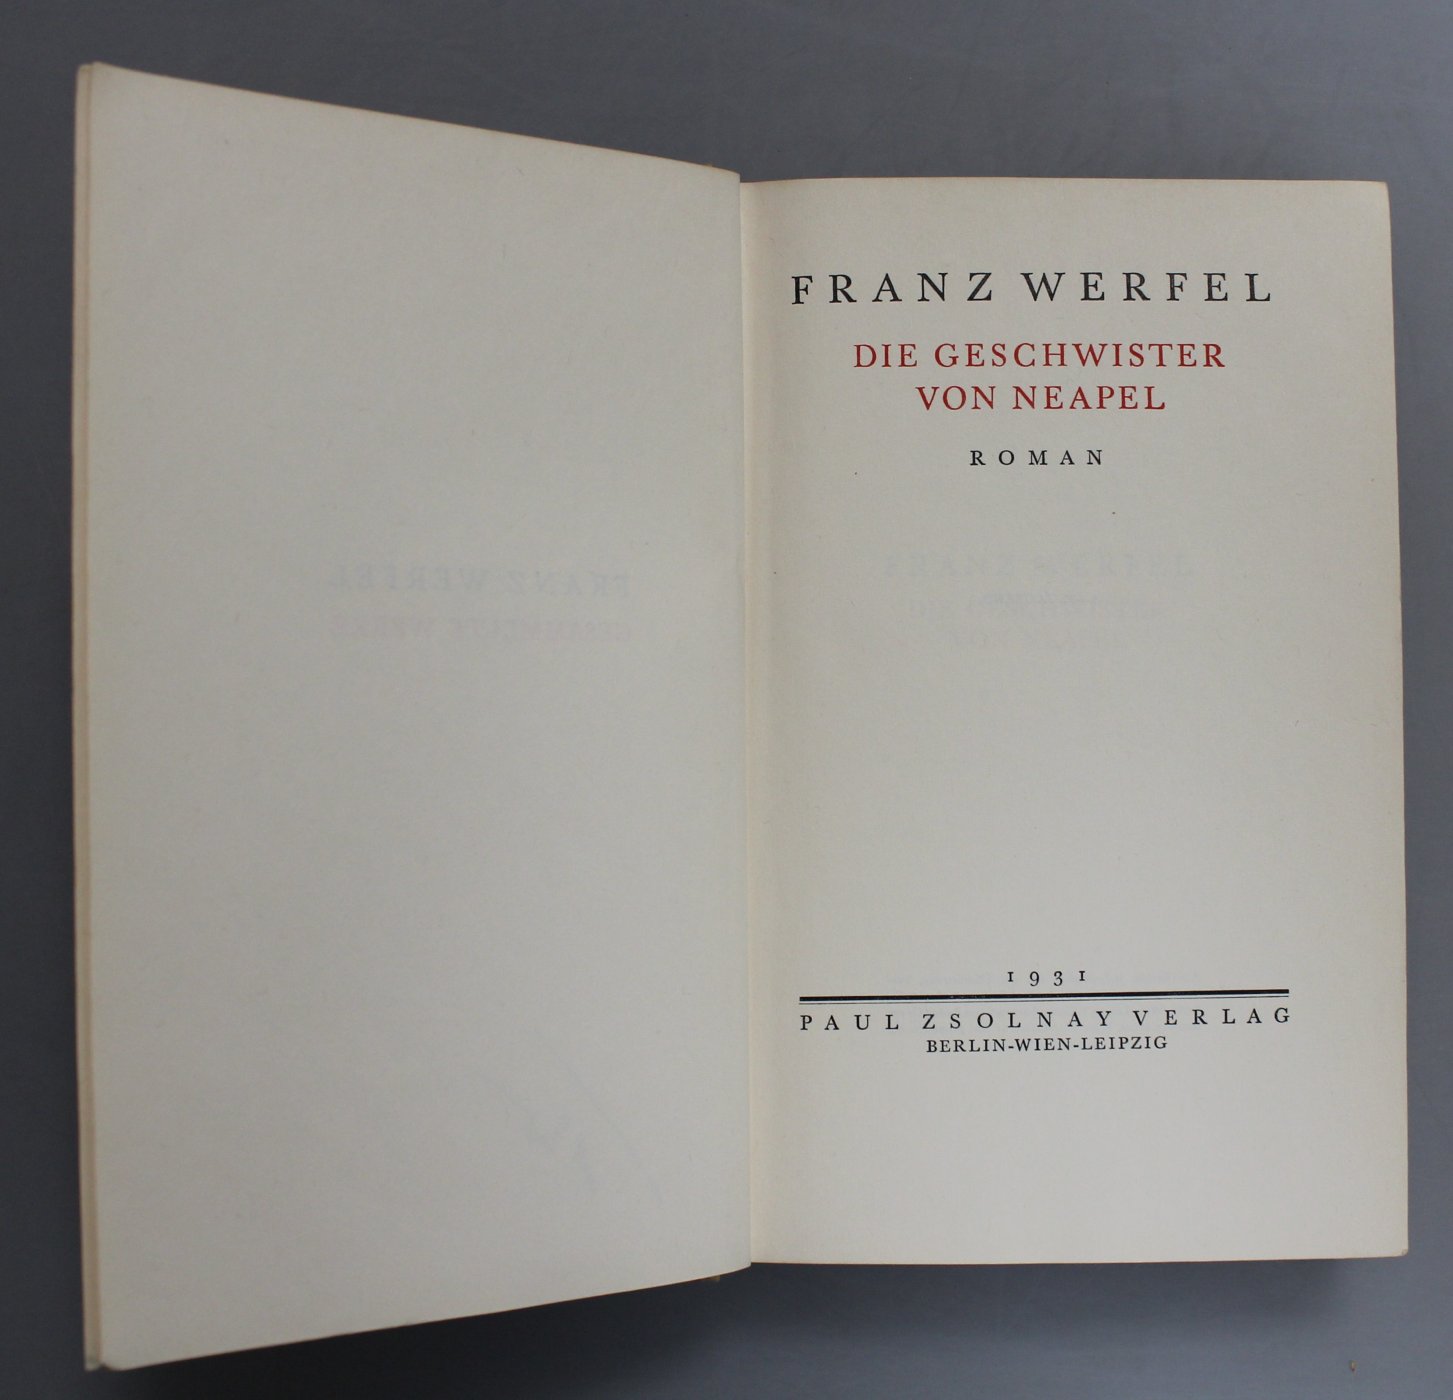 FRANZ WERFEL
DIE GESCHWISTER
VON NEAPEL
ROMAN
1931
PAUL ZSOLNAY VERLAG
BERLIN-WIEN-LEIPZIG